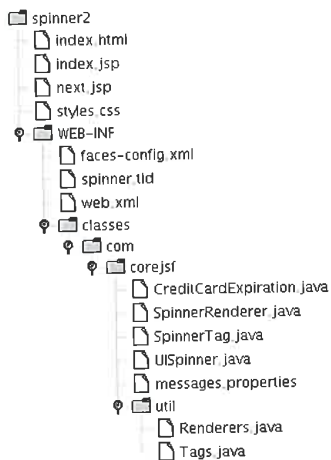 spinner2
index.html
index.jsp
next.jsp
styles.css
WEB-INF
faces-config.xml
spinner.tld
web.xml
classes
com
corejsf
CreditCardExpiration.java
SpinnerRenderer.java
SpinnerTag.java
UISpinner.java
messages.properties
util
Renderers.java
Tags.java